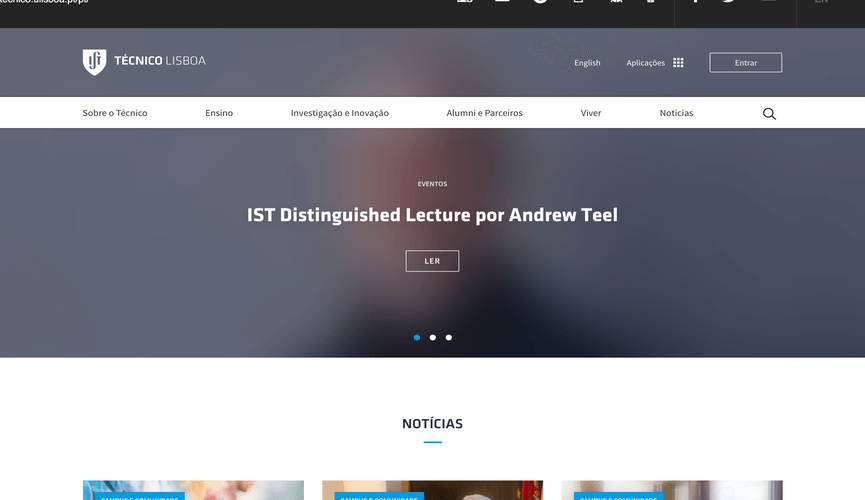 tecnico.ulisboa.pt/pt/
EN
TÉCNICO LISBOA
English
Aplicações
Entrar
Sobre o Técnico
Ensino
Investigação e Inovação
Alumni e Parceiros
Viver
Notícias
EVENTOS
IST Distinguished Lecture por Andrew Teel
LER
NOTÍCIAS
CAMPUS E COMUNIDADE
CAMPUS E COMUNIDADE
CAMPUS E COMUNIDADE